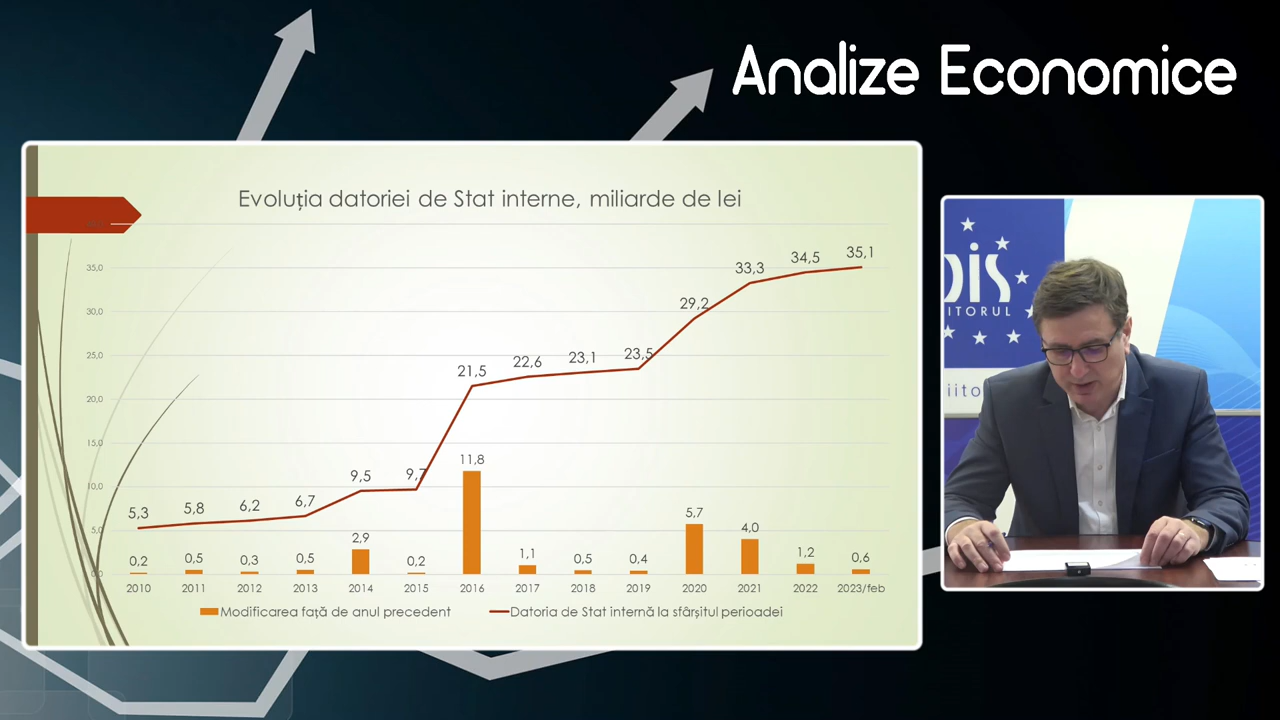 Analize Economice
Evoluția datoriei de Stat interne, miliarde de lei
35,0
30,0
25,0
20,0
15,0
10,0
5,0
5,3 5,8 6,2 6,7 9,5 9,7 21,5 22,6 23,1 23,5 29,2 33,3 34,5 35,1
0,2 0,5 0,3 0,5 2,9 0,2 11,8 1,1 0,5 0,4 5,7 4,0 1,2 0,6
2010 2011 2012 2013 2014 2015 2016 2017 2018 2019 2020 2021 2022 2023/feb
Modificarea față de anul precedent
Datoria de Stat internă la sfârșitul perioadei